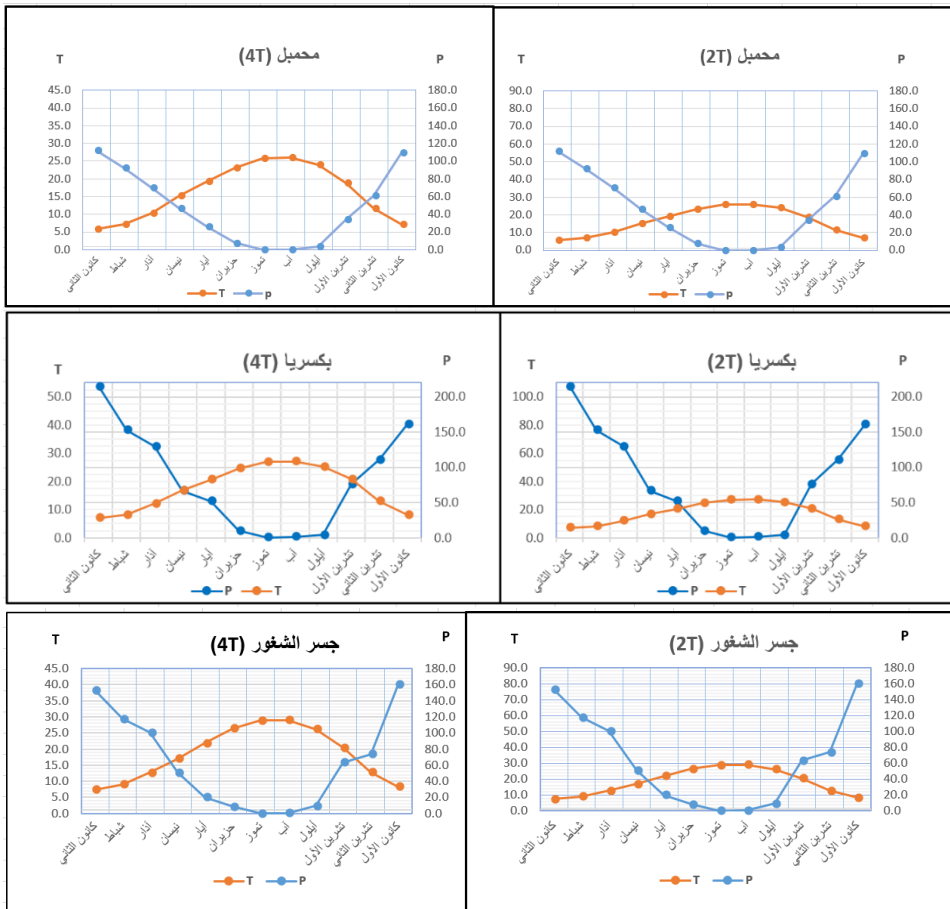 محمبل (4T)
T
P
45.0
40.0
35.0
30.0
25.0
20.0
15.0
10.0
5.0
0.0
180.0
160.0
140.0
120.0
100.0
80.0
60.0
40.0
20.0
0.0
كانون الثاني
شباط
آذار
نيسان
أيار
حزيران
تموز
آب
أيلول
تشرين الأول
تشرين الثاني
كانون الأول
T p
محمبل (2T)
T
P
90.0
80.0
70.0
60.0
50.0
40.0
30.0
20.0
10.0
0.0
180.0
160.0
140.0
120.0
100.0
80.0
60.0
40.0
20.0
0.0
كانون الثاني
شباط
آذار
نيسان
أيار
حزيران
تموز
آب
أيلول
تشرين الأول
تشرين الثاني
كانون الأول
T P
بكسريا (4T)
T
P
50.0
40.0
30.0
20.0
10.0
0.0
200.0
150.0
100.0
50.0
0.0
كانون الثاني
شباط
آذار
نيسان
أيار
حزيران
تموز
آب
أيلول
تشرين الأول
تشرين الثاني
كانون الأول
P T
بكسريا (2T)
T
P
100.0
80.0
60.0
40.0
20.0
0.0
200.0
150.0
100.0
50.0
0.0
كانون الثاني
شباط
آذار
نيسان
أيار
حزيران
تموز
آب
أيلول
تشرين الأول
تشرين الثاني
كانون الأول
P T
جسر الشغور (4T)
T
P
45.0
40.0
35.0
30.0
25.0
20.0
15.0
10.0
5.0
0.0
180.0
160.0
140.0
120.0
100.0
80.0
60.0
40.0
20.0
0.0
كانون الثاني
شباط
آذار
نيسان
أيار
حزيران
تموز
آب
أيلول
تشرين الأول
تشرين الثاني
كانون الأول
T P
جسر الشغور (2T)
T
P
90.0
80.0
70.0
60.0
50.0
40.0
30.0
20.0
10.0
0.0
180.0
160.0
140.0
120.0
100.0
80.0
60.0
40.0
20.0
0.0
كانون الثاني
شباط
آذار
نيسان
أيار
حزيران
تموز
آب
أيلول
تشرين الأول
تشرين الثاني
كانون الأول
T P